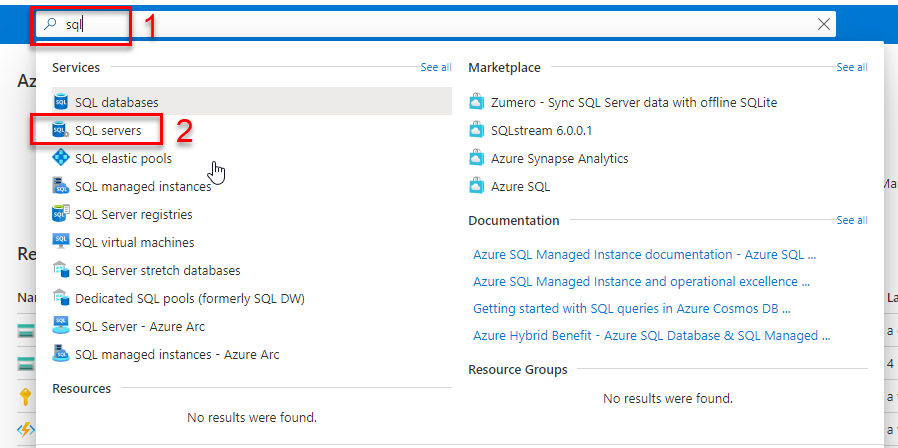 sql
1
Az
Services
See all
SQL databases
SQL servers
2
SQL elastic pools
SQL managed instances
SQL Server registries
SQL virtual machines
SQL Server stretch databases
Dedicated SQL pools (formerly SQL DW)
SQL Server - Azure Arc
SQL managed instances - Azure Arc
Resources
No results were found.
Marketplace
See all
Zumero - Sync SQL Server data with offline SQLite
SQLstream 6.0.0.1
Azure Synapse Analytics
Azure SQL
Documentation
See all
Azure SQL Managed Instance documentation - Azure SQL ...
Azure SQL Managed Instance and operational excellence ...
Getting started with SQL queries in Azure Cosmos DB ...
Azure Hybrid Benefit - Azure SQL Database & SQL Managed ...
Resource Groups
No results were found.
Re
Na
Ma
La
a
4
a
a